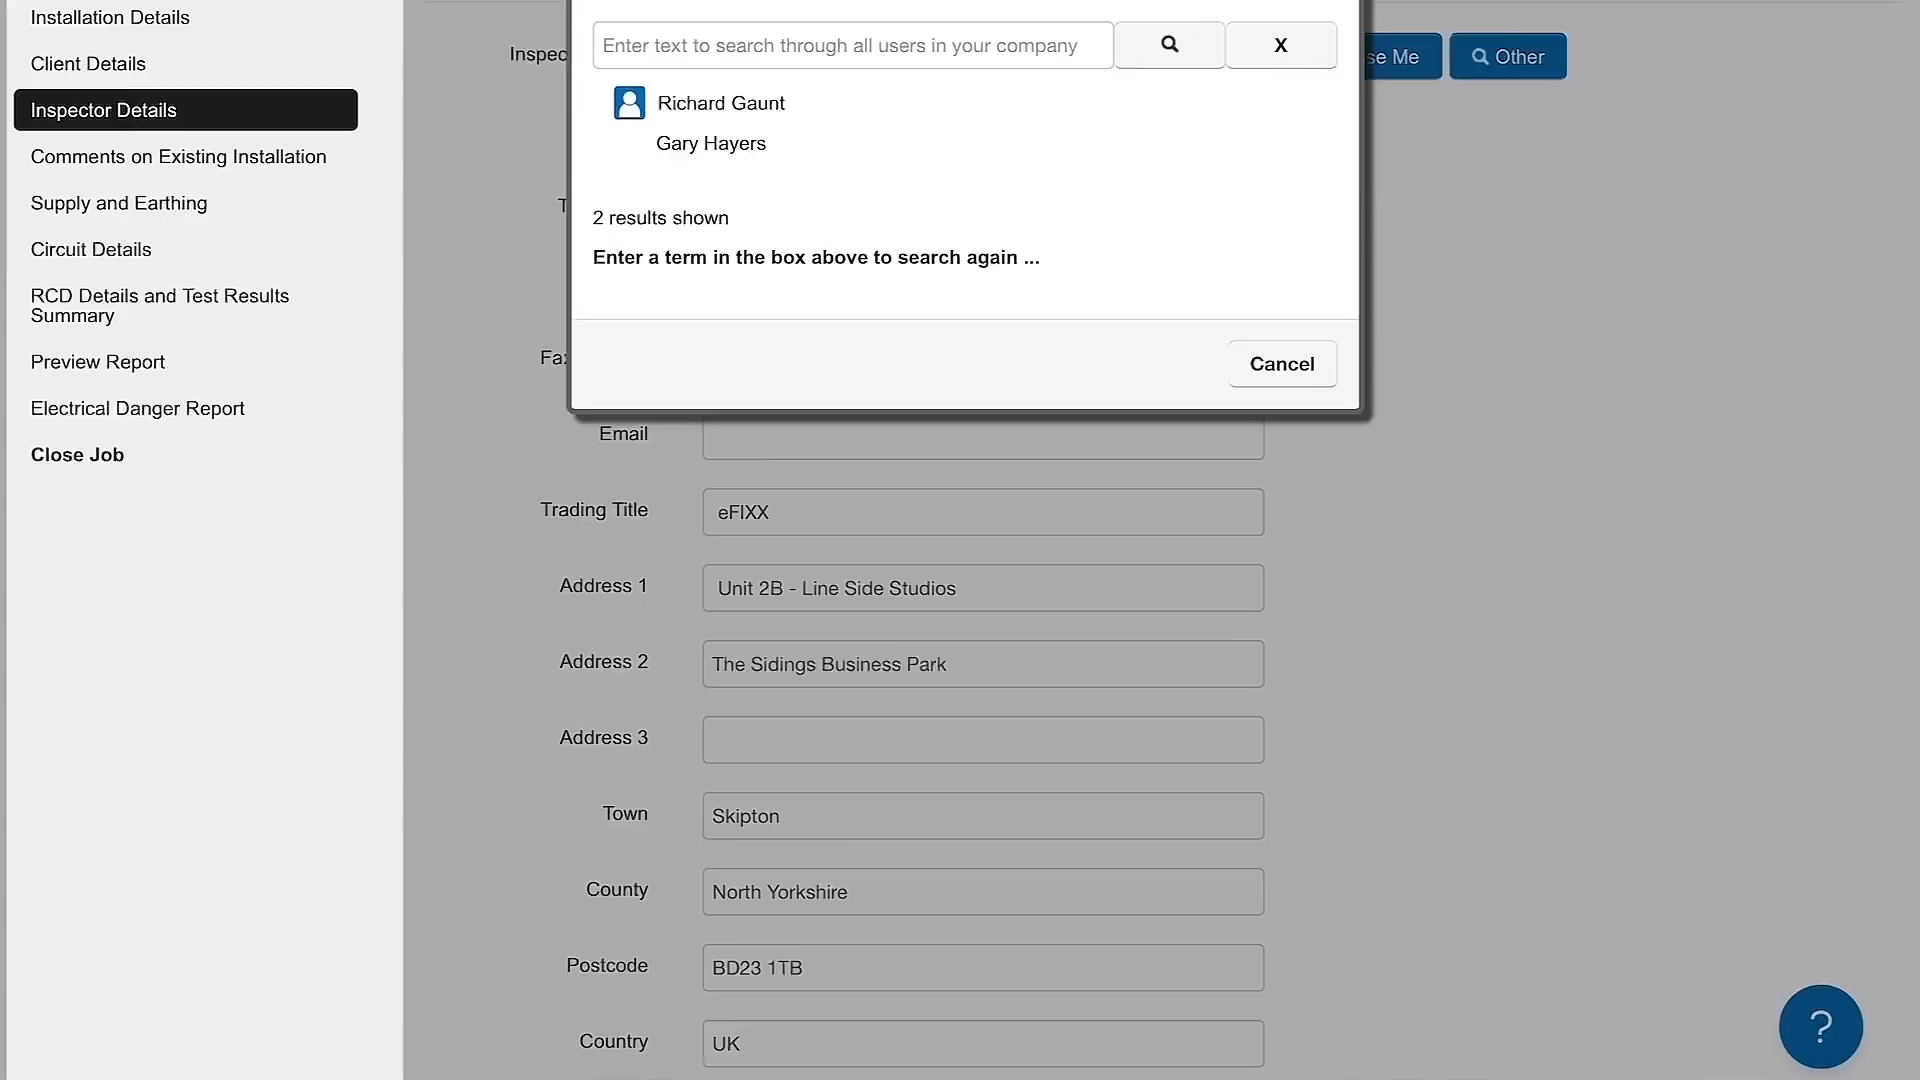 Installation Details
Client Details
Inspector Details
Comments on Existing Installation
Supply and Earthing
Circuit Details
RCD Details and Test Results
Summary
Preview Report
Electrical Danger Report
Close Job
Enter text to search through all users in your company
X
Richard Gaunt
Gary Hayers
2 results shown
Enter a term in the box above to search again ...
Cancel
Inspec
se Me
Other
T
Fax
Email
Trading Title
eFIXX
Address 1
Unit 2B - Line Side Studios
Address 2
The Sidings Business Park
Address 3
Town
Skipton
County
North Yorkshire
Postcode
BD23 1TB
Country
UK
?